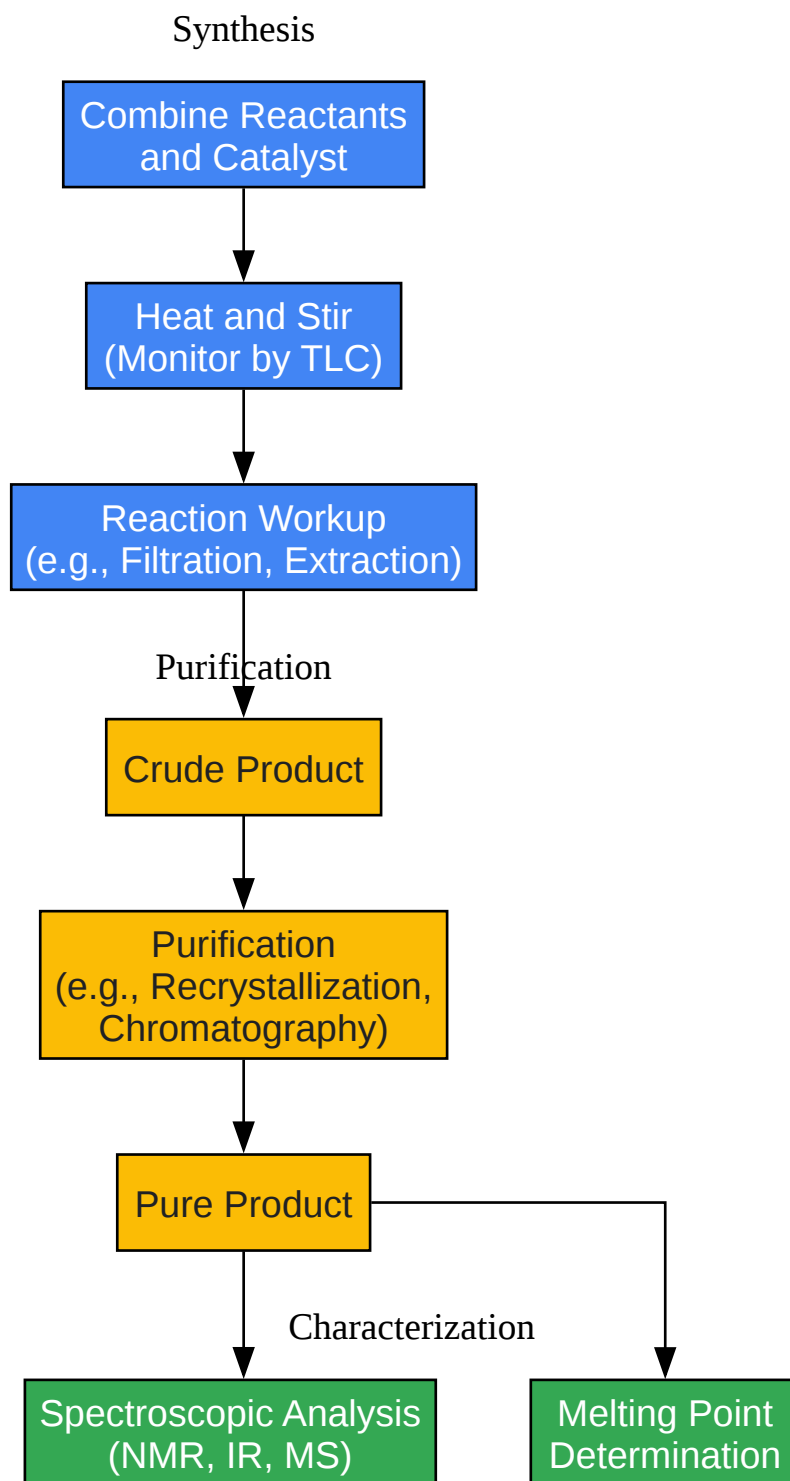 Synthesis
Combine Reactants
and Catalyst
Heat and Stir
(Monitor by TLC)
Reaction Workup
(e.g., Filtration, Extraction)
Purification
Crude Product
Purification
(e.g., Recrystallization,
Chromatography)
Pure Product
Characterization
Spectroscopic Analysis
(NMR, IR, MS)
Melting Point
Determination